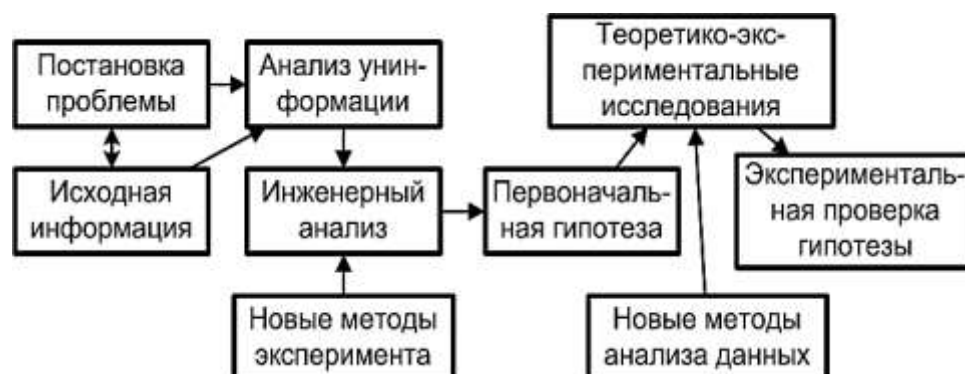 Постановка
проблемы
Анализ унин-
формации
Теоретико-экс-
периментальные
исследования
Исходная
информация
Инженерный
анализ
Первоначаль-
ная гипотеза
Эксперименталь-
ная проверка
гипотезы
Новые методы
эксперимента
Новые методы
анализа данных